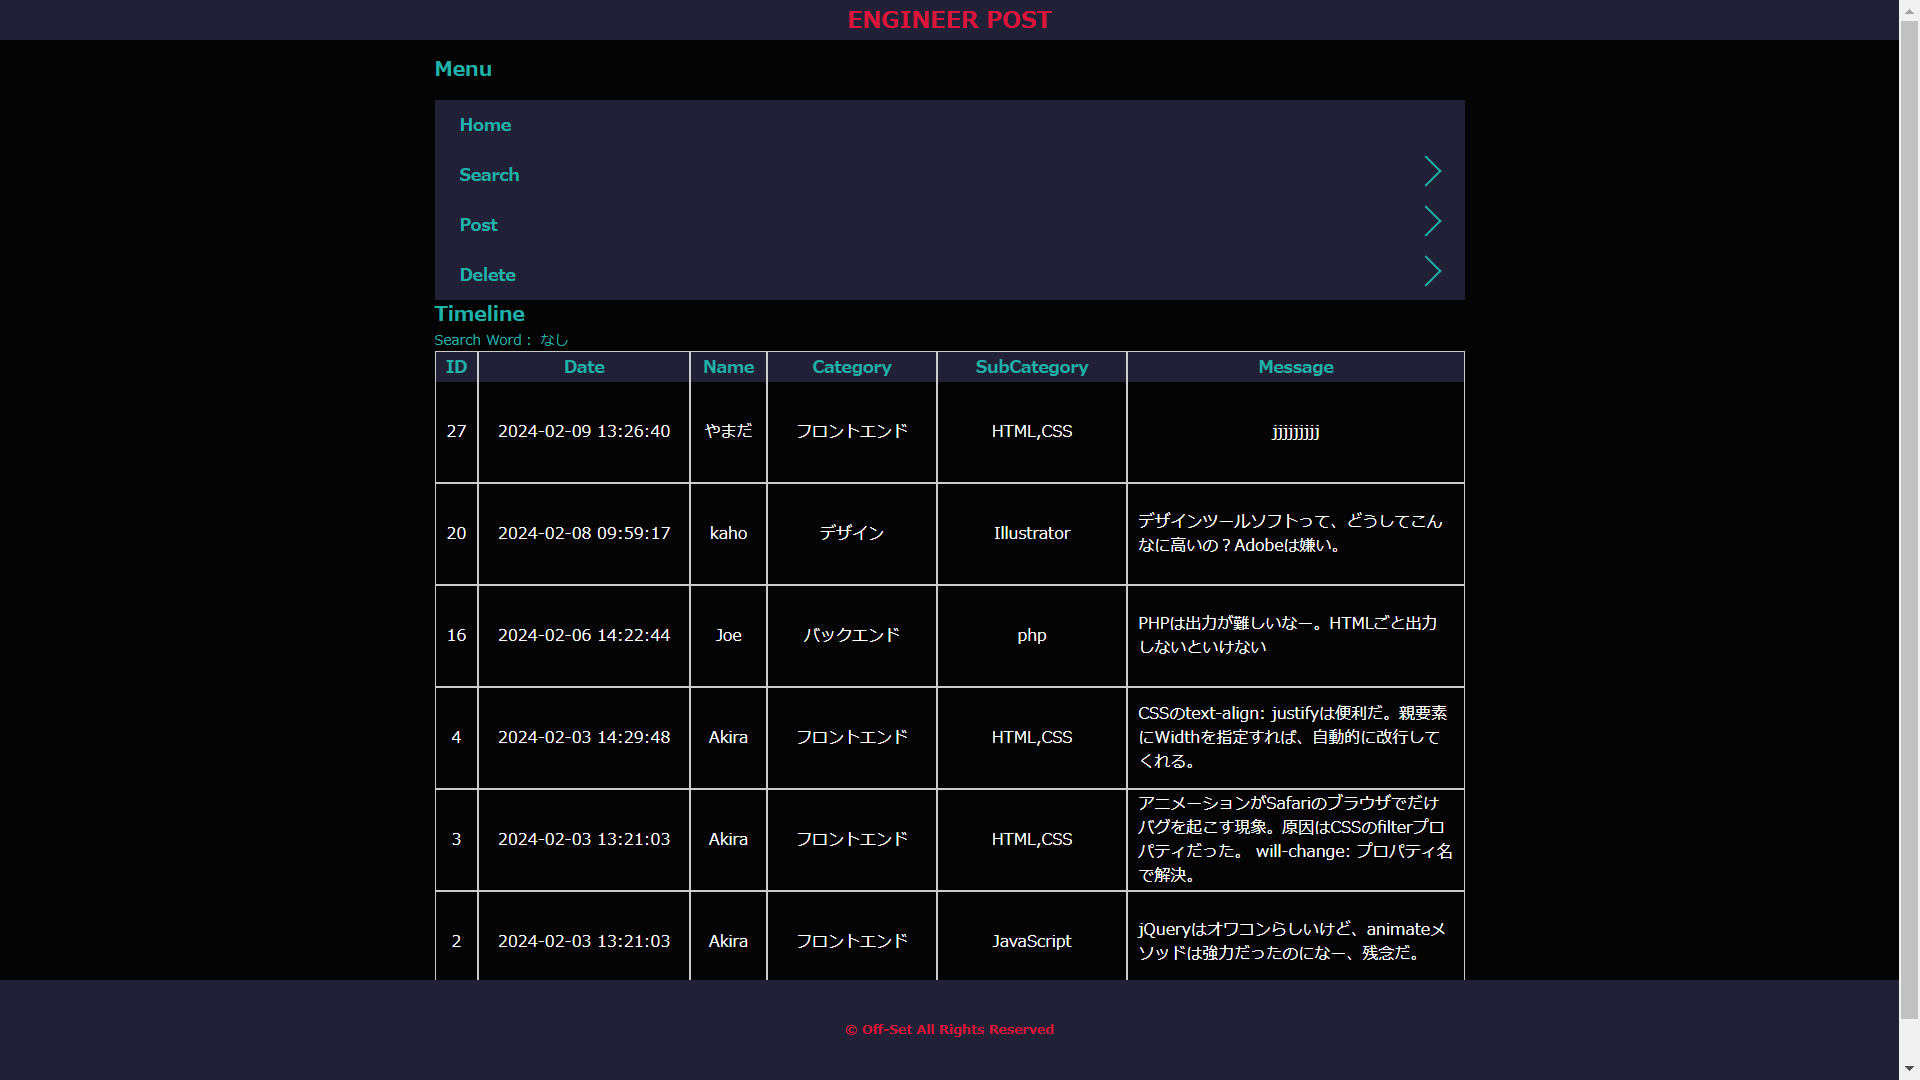 ENGINEER POST
Menu
Home
Search
Post
Delete
Timeline
Search Word： なし
ID Date Name Category SubCategory Message
27 2024-02-09 13:26:40 やまだ フロントエンド HTML,CSS jjjjjjjjjj
20 2024-02-08 09:59:17 kaho デザイン Illustrator デザインツールソフトって、どうしてこん
なに高いの？Adobeは嫌い。
16 2024-02-06 14:22:44 Joe バックエンド php PHPは出力が難しいなー。HTMLごと出力
しないといけない
4 2024-02-03 14:29:48 Akira フロントエンド HTML,CSS CSSのtext-align: justifyは便利だ。親要素
にWidthを指定すれば、自動的に改行して
くれる。
3 2024-02-03 13:21:03 Akira フロントエンド HTML,CSS アニメーションがSafariのブラウザでだけ
バグを起こす現象。原因はCSSのfilterプロ
パティだった。 will-change: プロパティ名
で解決。
2 2024-02-03 13:21:03 Akira フロントエンド JavaScript jQueryはオワコンらしいけど、animateメ
ソッドは強力だったのになー、残念だ。
© Off-Set All Rights Reserved